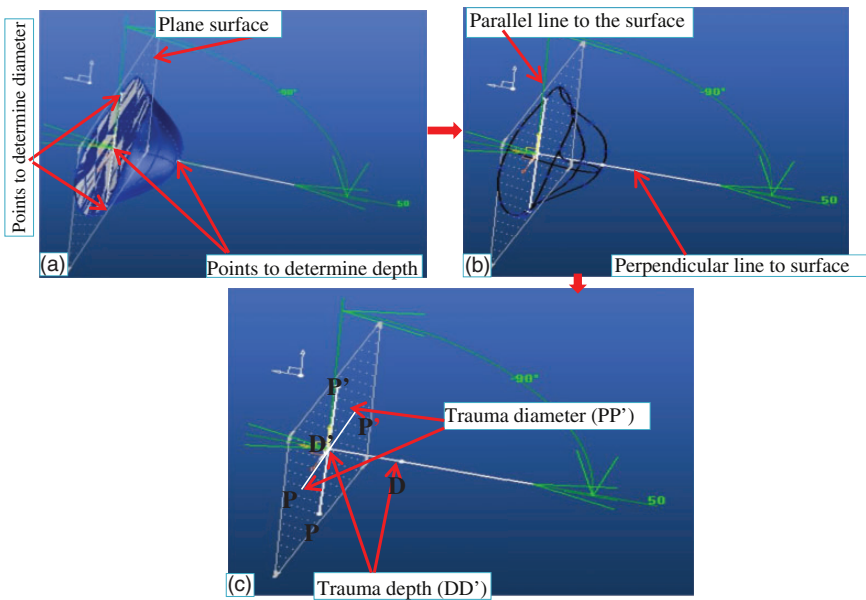 Plane surface
Points to determine diameter
-90°
50
Points to determine depth
(a)
Parallel line to the surface
-90°
50
Perpendicular line to surface
(b)
-90°
P'
P'
Trauma diameter (PP')
D'
D
50
P
P
Trauma depth (DD')
(c)